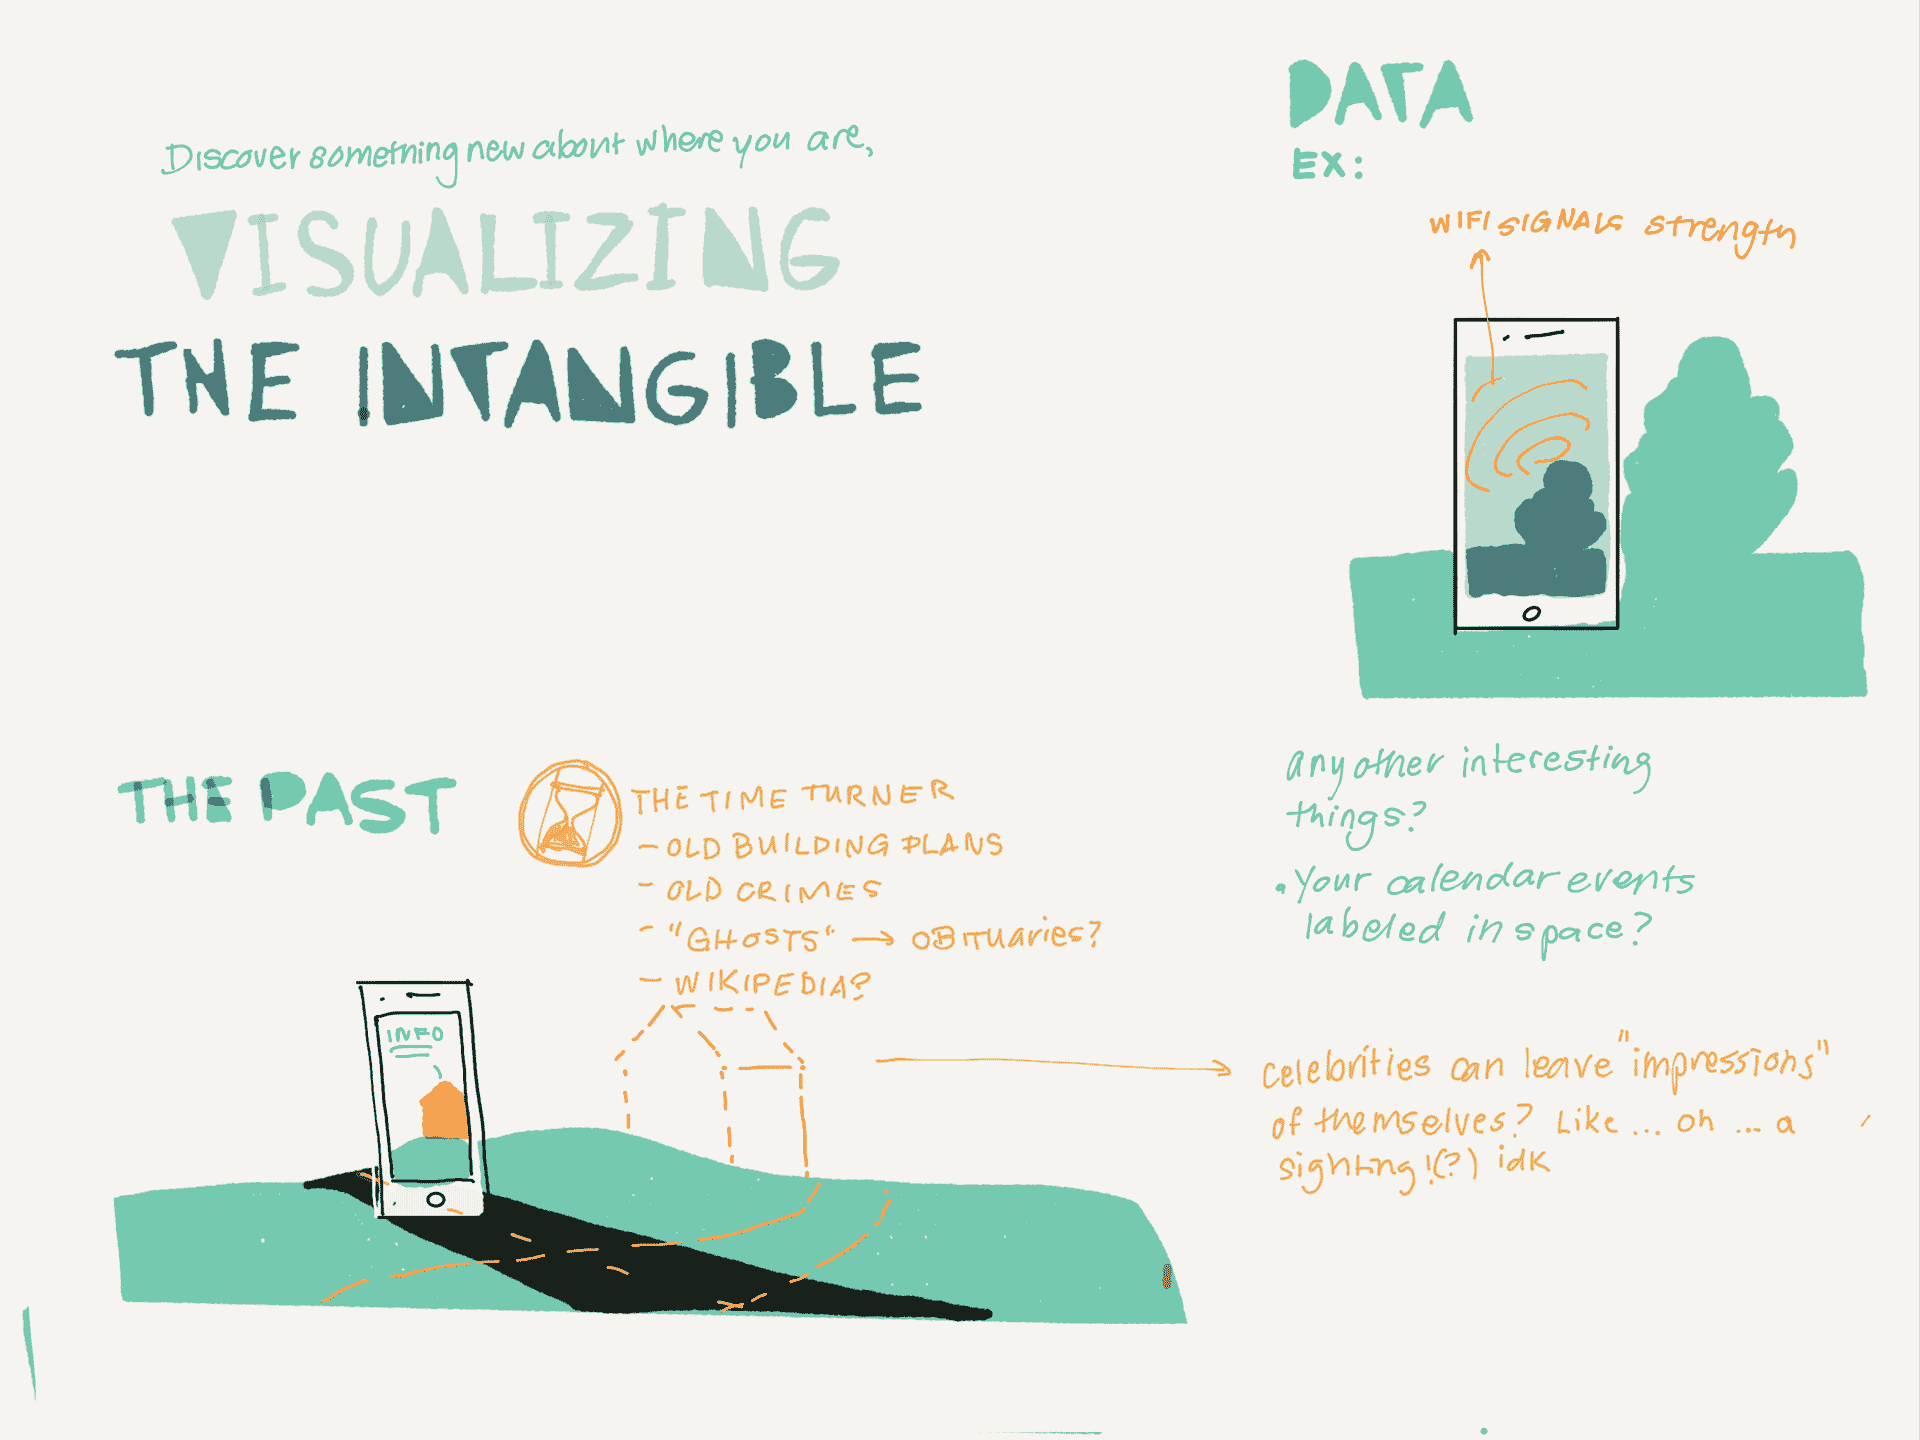 Discover something new about where you are,
VISUALIZING
THE INTANGIBLE
DATA
EX:
WIFI SIGNALS strength
any other interesting
things?
• Your calendar events
labeled in space?
THE PAST
THE TIME TURNER
- OLD BUILDING PLANS
- OLD CRIMES
- "GHOSTS" → OBITUaries?
- WIKIPEDIA?
INFO
celebrities can leave "impressions"
of themselves? Like ... oh ... a
sighting!(?) idk